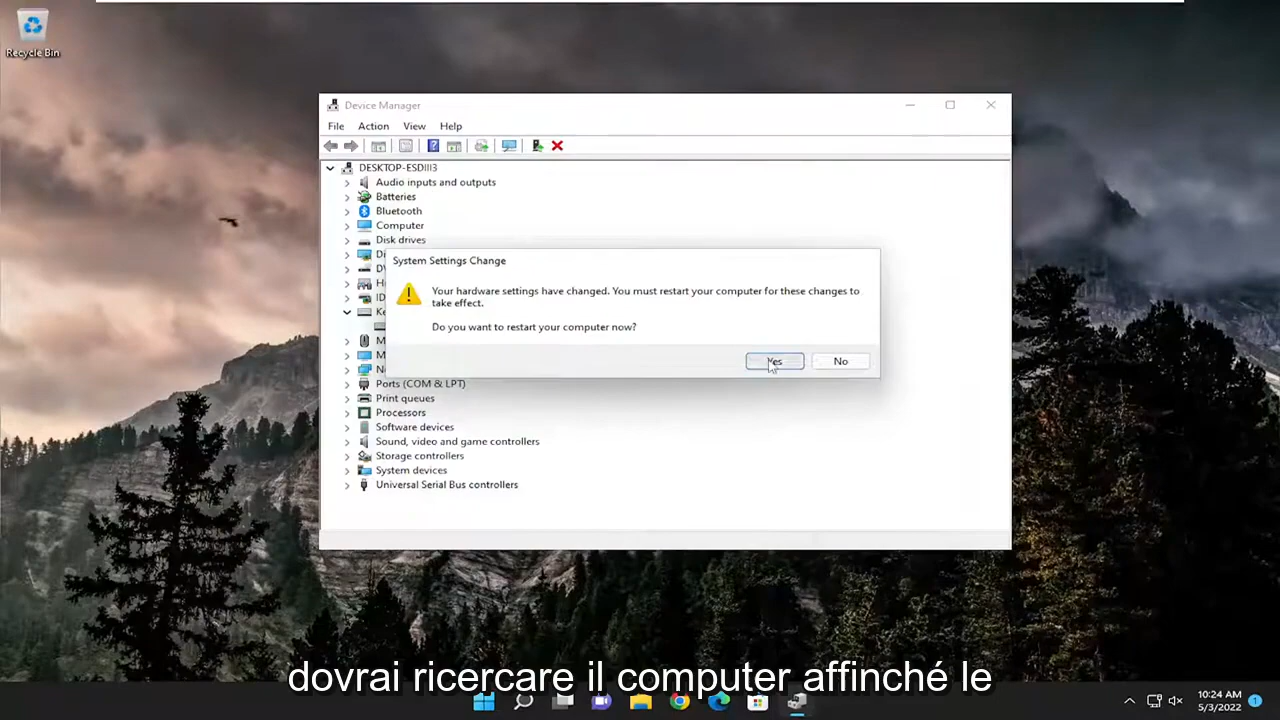 Recycle Bin
Device Manager
File Action View Help
DESKTOP-ESDIII3
Audio inputs and outputs
Batteries
Bluetooth
Computer
Disk drives
System Settings Change
Your hardware settings have changed. You must restart your computer for these changes to
take effect.
Do you want to restart your computer now?
Yes No
Ports (COM & LPT)
Print queues
Processors
Software devices
Sound, video and game controllers
Storage controllers
System devices
Universal Serial Bus controllers
dovrai ricercare il computer affinché le
10:24 AM
5/3/2022
1